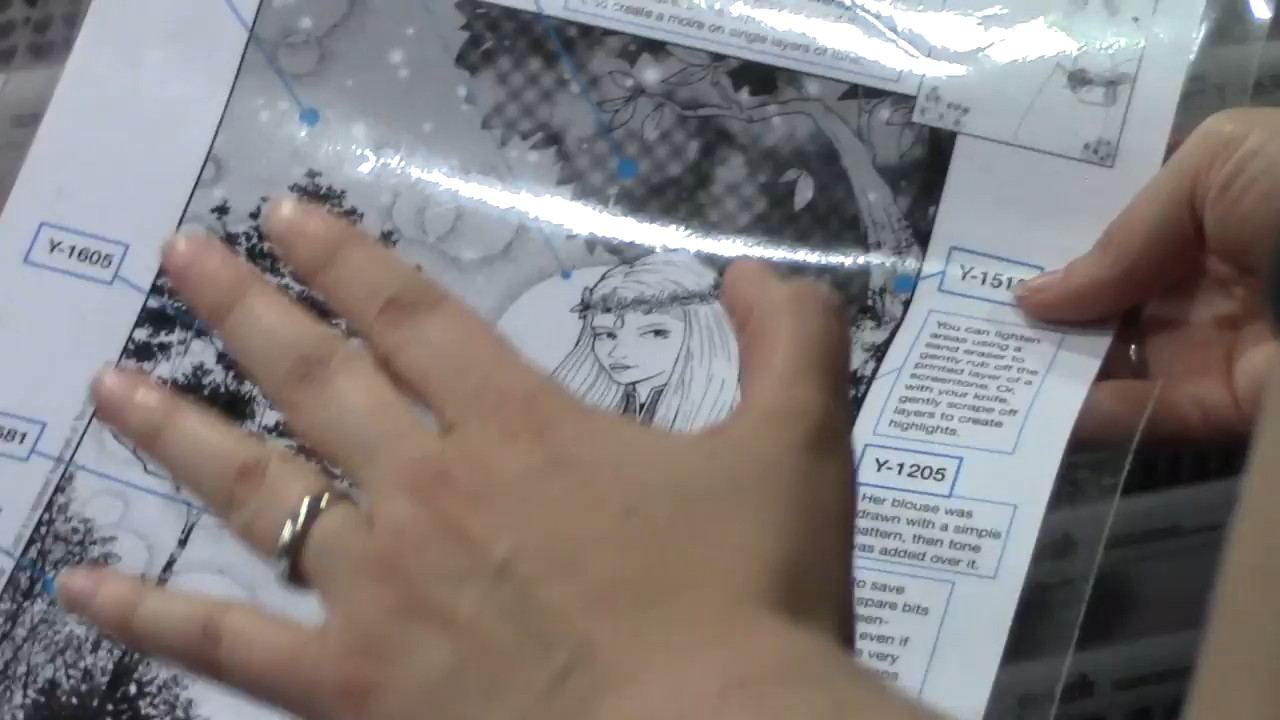 to create a moire on single layers of tone.
Y-1605
Y-151
You can lighten
areas using a
sand eraser to
gently rub off the
printed layer of a
screentone. Or,
with your knife,
gently scrape off
layers to create
highlights.
681
Y-1205
Her blouse was
drawn with a simple
pattern, then tone
was added over it.
to save
spare bits
een-
even if
very